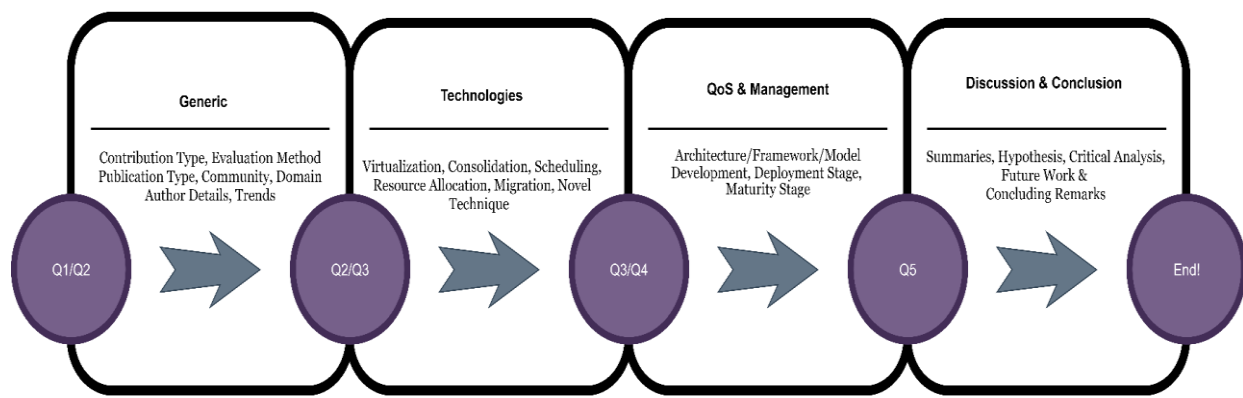 Generic
Contribution Type, Evaluation Method
Publication Type, Community, Domain
Author Details, Trends
Technologies
Virtualization, Consolidation, Scheduling,
Resource Allocation, Migration, Novel
Technique
QoS & Management
Architecture/Framework/Model
Development, Deployment Stage,
Maturity Stage
Discussion & Conclusion
Summaries, Hypothesis, Critical Analysis,
Future Work &
Concluding Remarks
Q1/Q2
Q2/Q3
Q3/Q4
Q5
End!